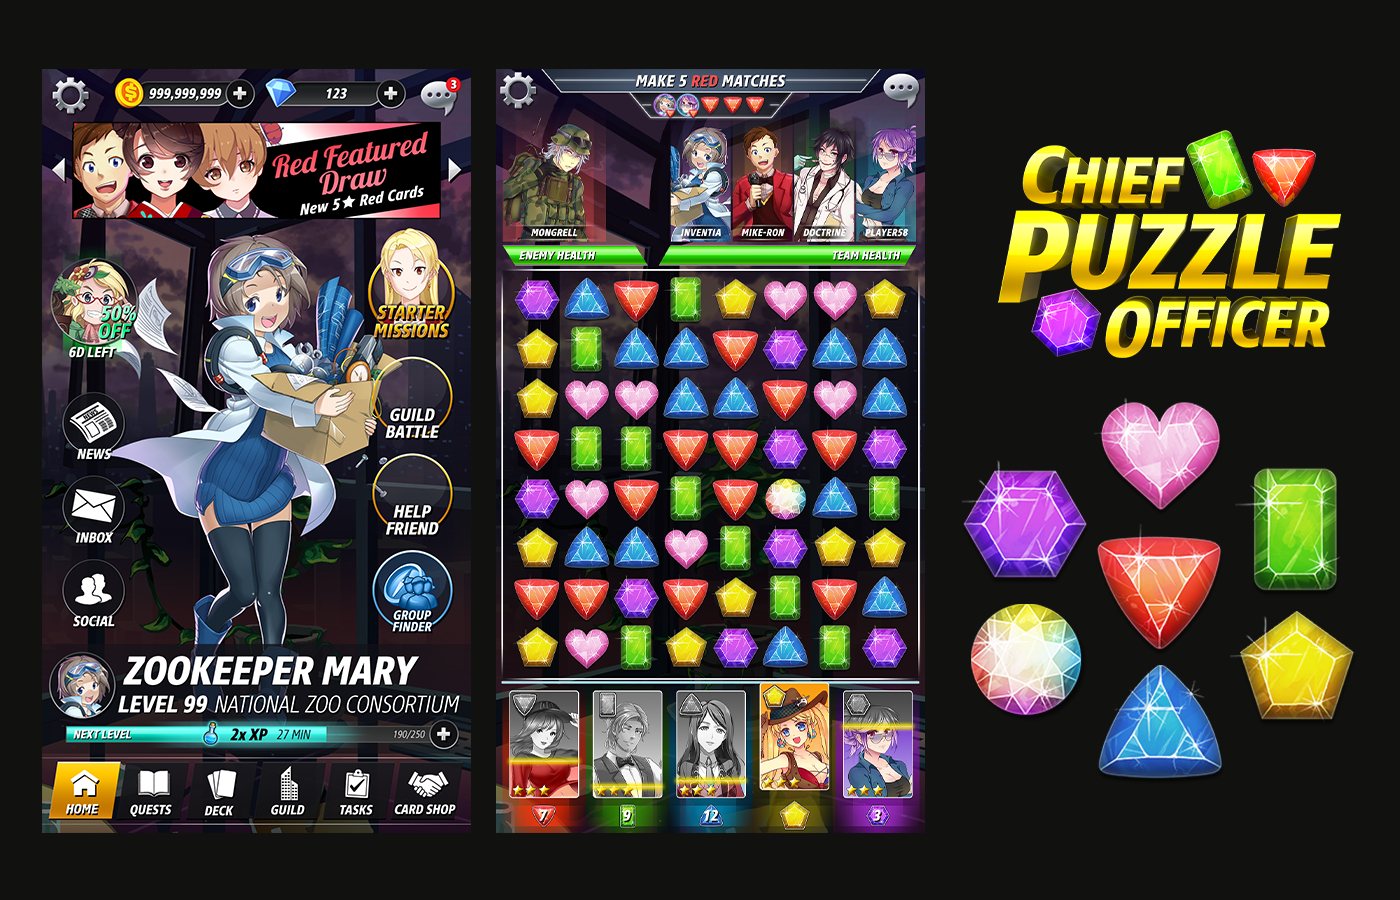 999,999,999
123
3
Red Featured
Draw
New 5★ Red Cards
50%
OFF
6D LEFT
STARTER
MISSIONS
GUILD
BATTLE
NEWS
HELP
FRIEND
INBOX
SOCIAL
GROUP
FINDER
ZOOKEEPER MARY
LEVEL 99 NATIONAL ZOO CONSORTIUM
NEXT LEVEL
2x XP 27 MIN
190/250
HOME
QUESTS
DECK
GUILD
TASKS
CARD SHOP
MAKE 5 RED MATCHES
MONGRELL
INVENTIA
MIKE-RON
DOCTRINE
PLAYER58
ENEMY HEALTH
TEAM HEALTH
7
9
12
3
CHIEF
PUZZLE
OFFICER